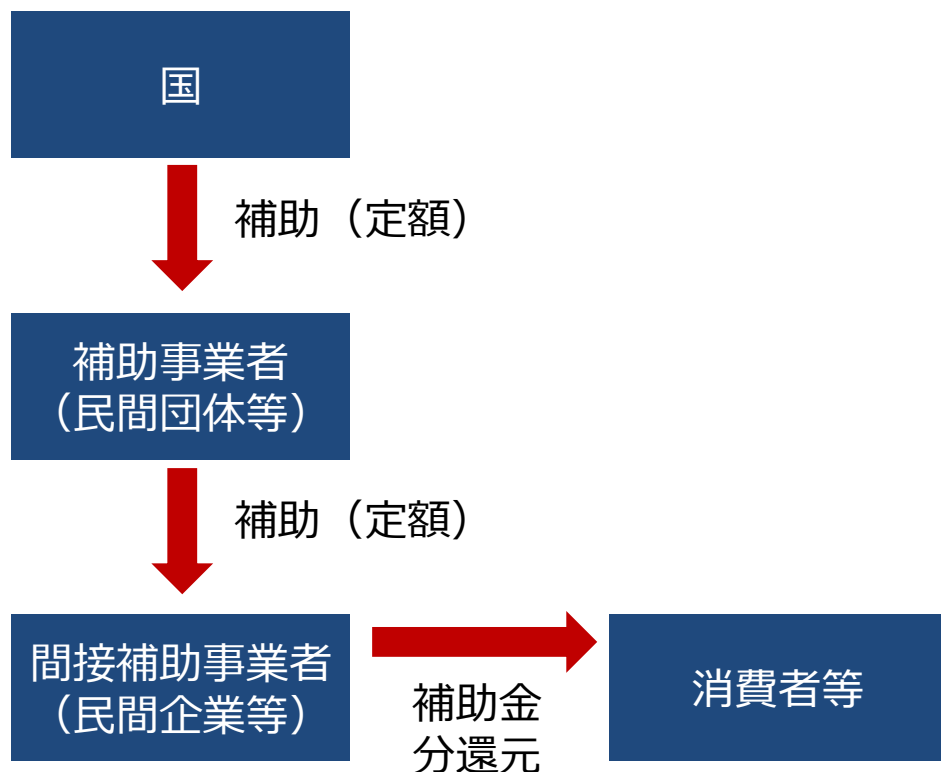 国
補助（定額）
補助事業者
（民間団体等）
補助（定額）
間接補助事業者
（民間企業等）
補助金
分還元
消費者等